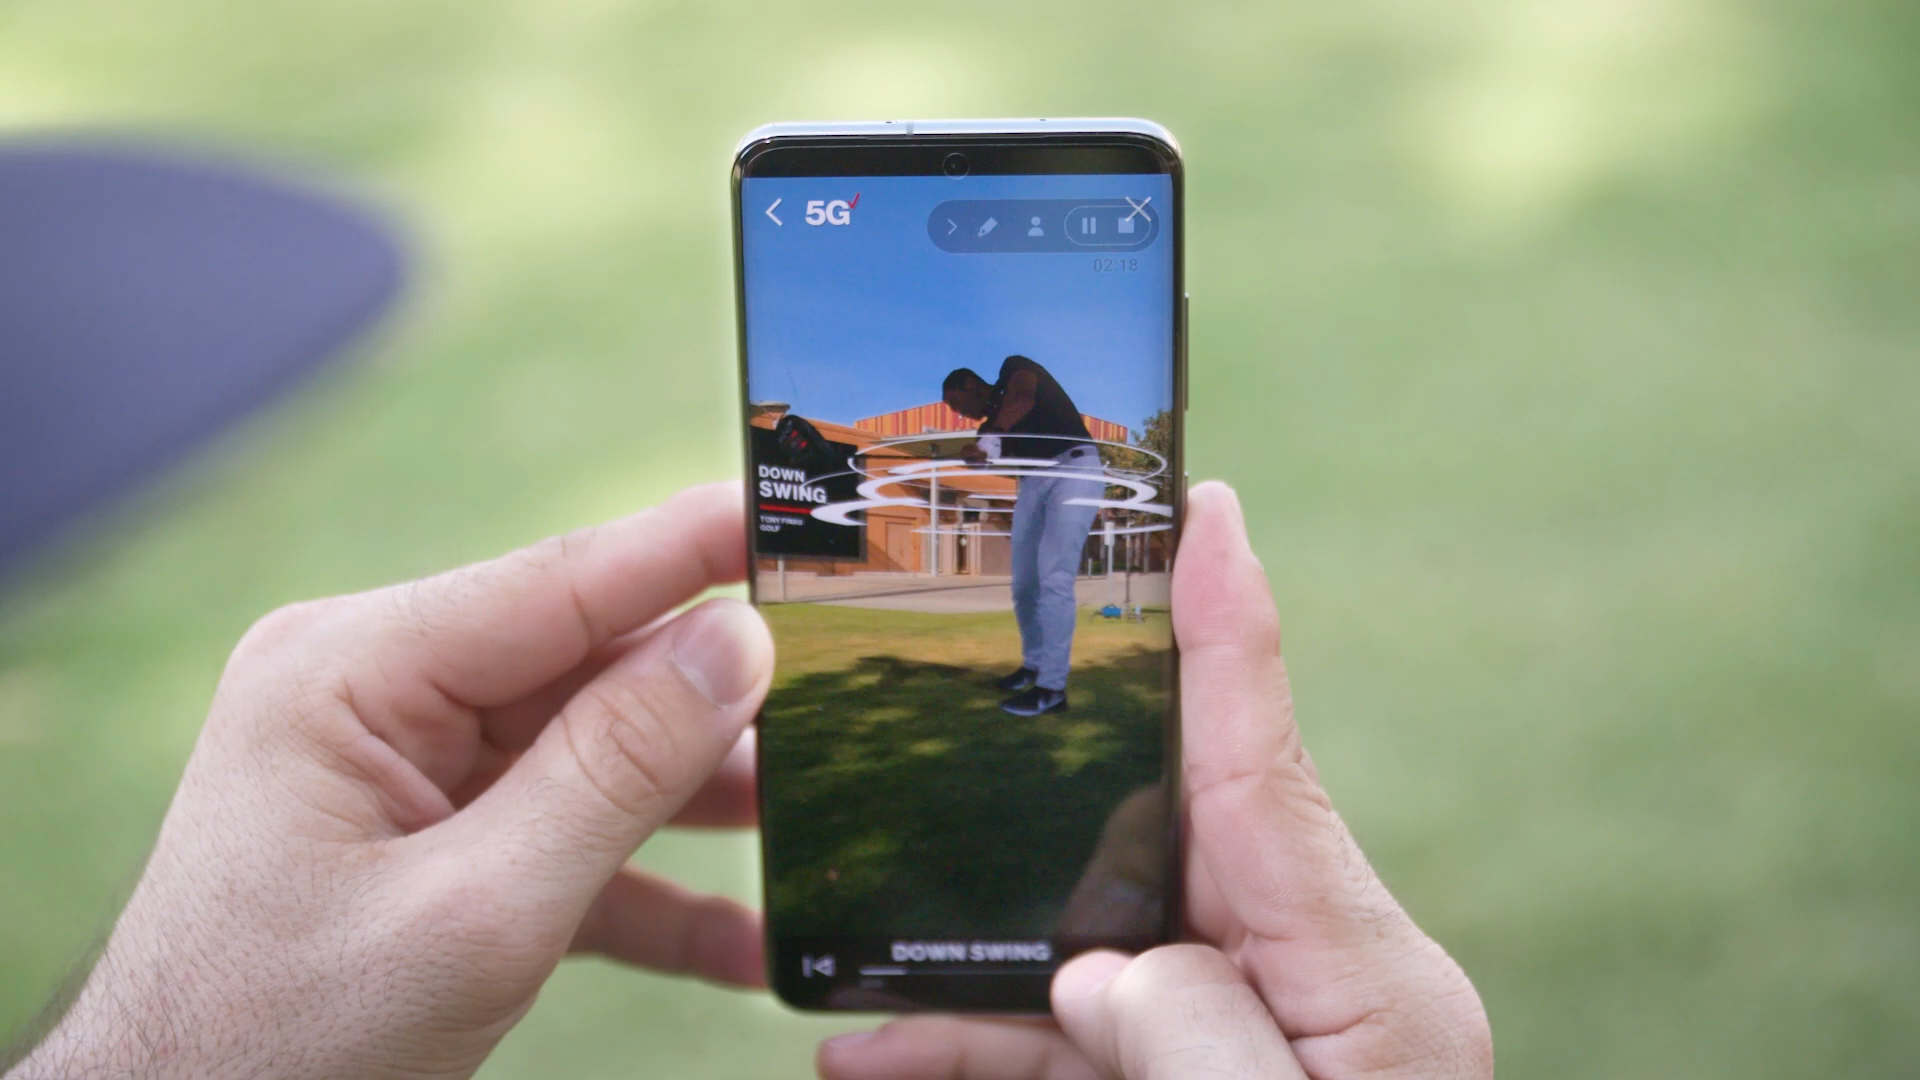 5G✓
02:18
DOWN
SWING
TONY FINAU
GOLF
DOWN SWING